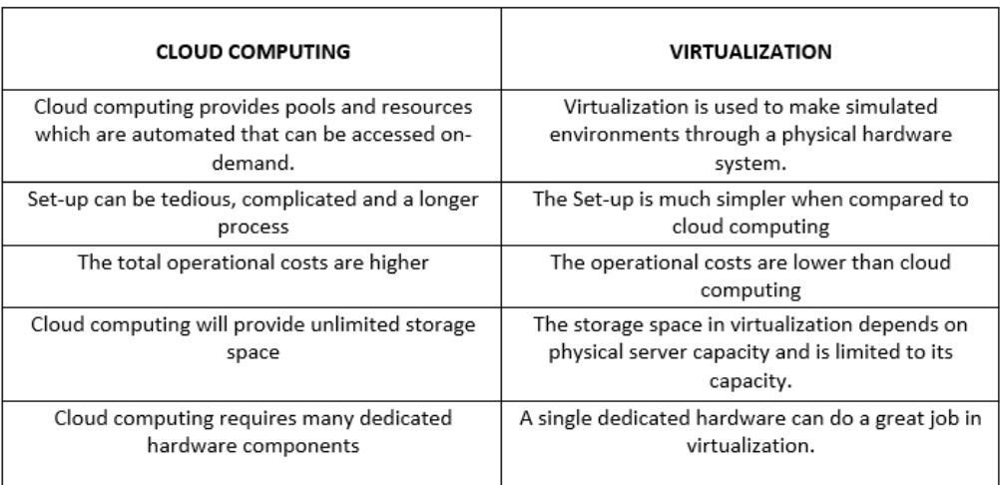 CLOUD COMPUTING
VIRTUALIZATION
Cloud computing provides pools and resources
which are automated that can be accessed on-
demand.
Virtualization is used to make simulated
environments through a physical hardware
system.
Set-up can be tedious, complicated and a longer
process
The Set-up is much simpler when compared to
cloud computing
The total operational costs are higher
The operational costs are lower than cloud
computing
Cloud computing will provide unlimited storage
space
The storage space in virtualization depends on
physical server capacity and is limited to its
capacity.
Cloud computing requires many dedicated
hardware components
A single dedicated hardware can do a great job in
virtualization.